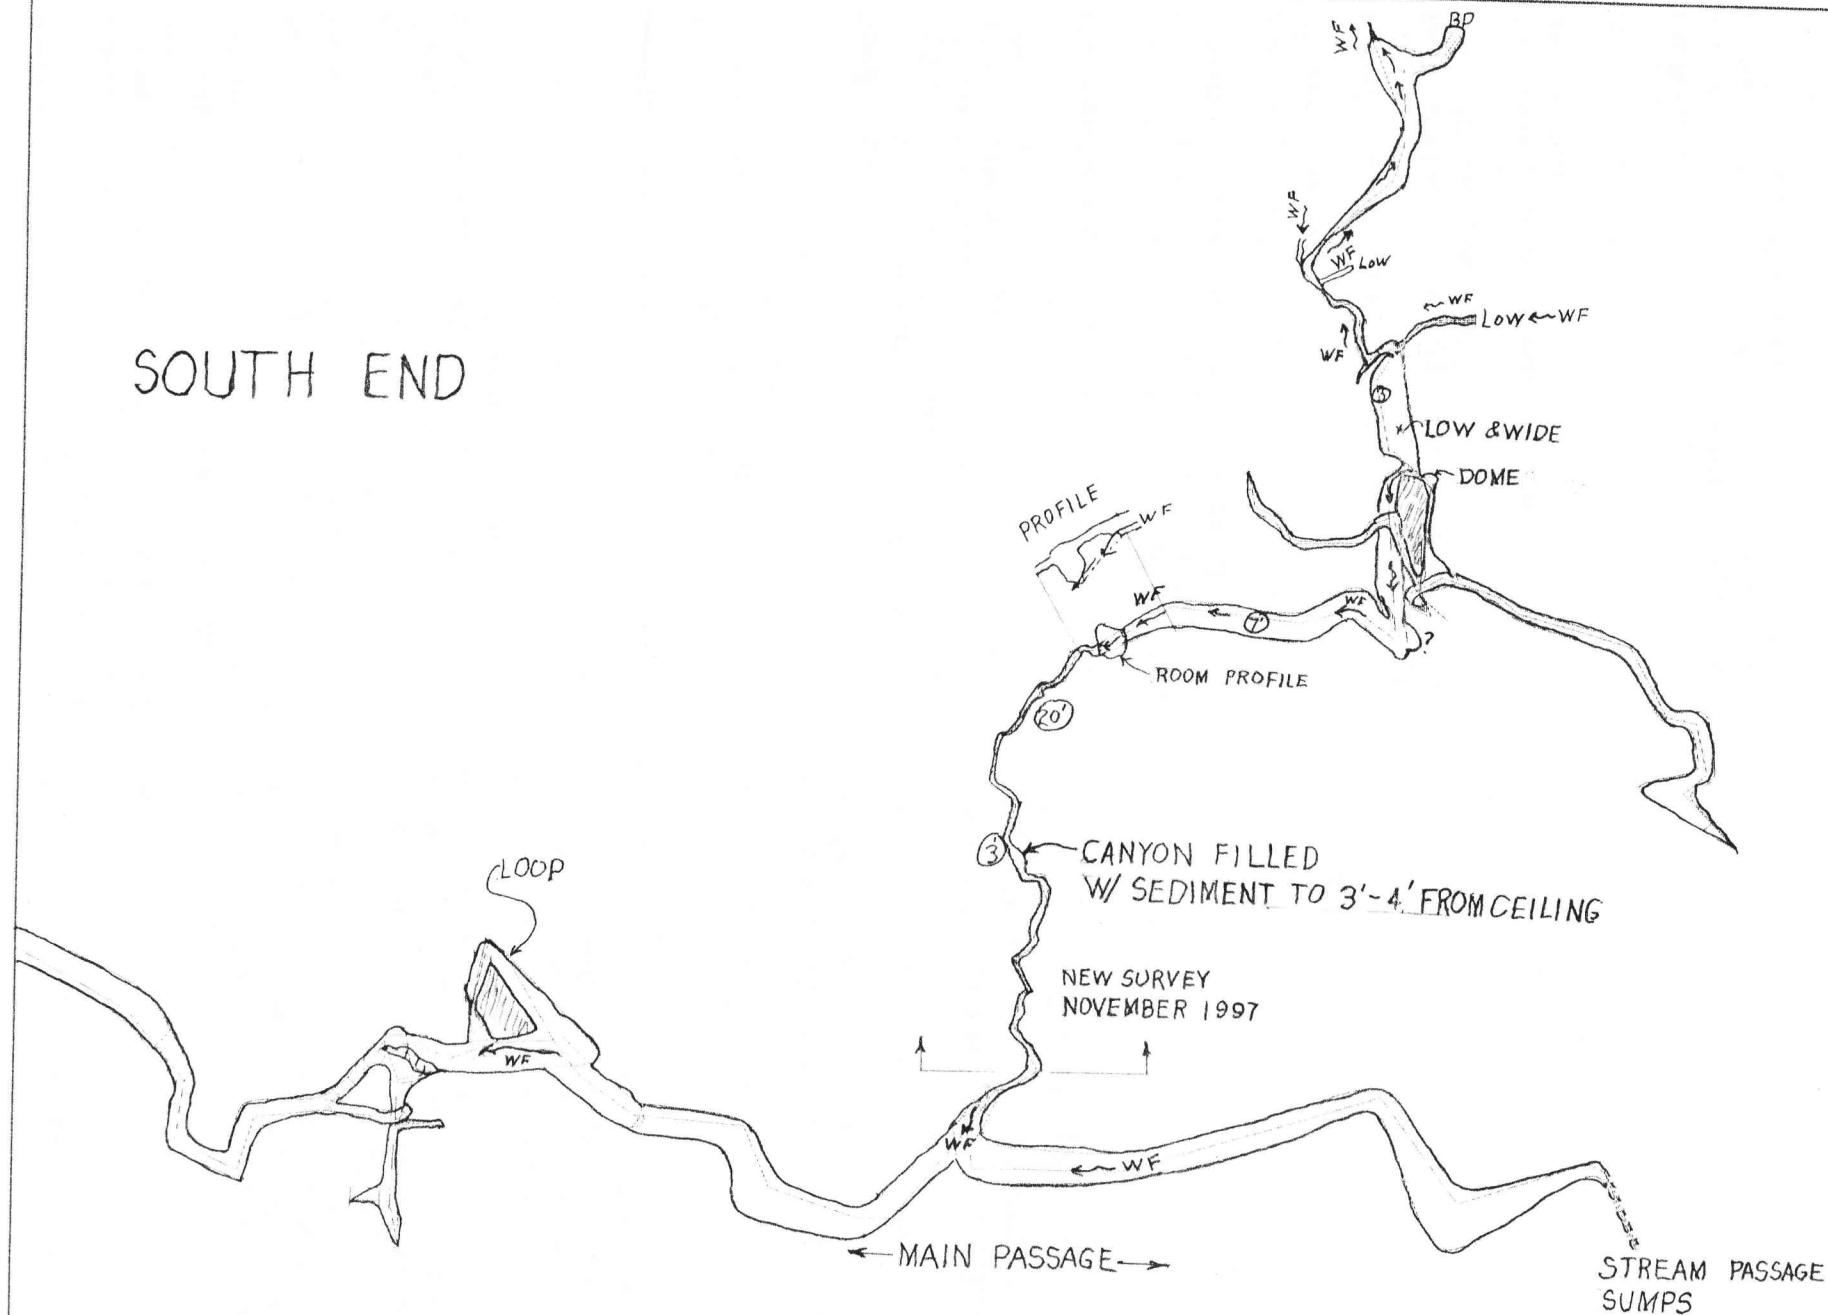 BD
WF
WF
WF
LOW
WF
LOW WF
WF
3
LOW & WIDE
DOME
SOUTH END
PROFILE
WF
WF
WF
7'
?
ROOM PROFILE
20'
3'
CANYON FILLED
W/ SEDIMENT TO 3'-4' FROM CEILING
LOOP
NEW SURVEY
NOVEMBER 1997
WF
WF
WF
MAIN PASSAGE
STREAM PASSAGE
SUMPS